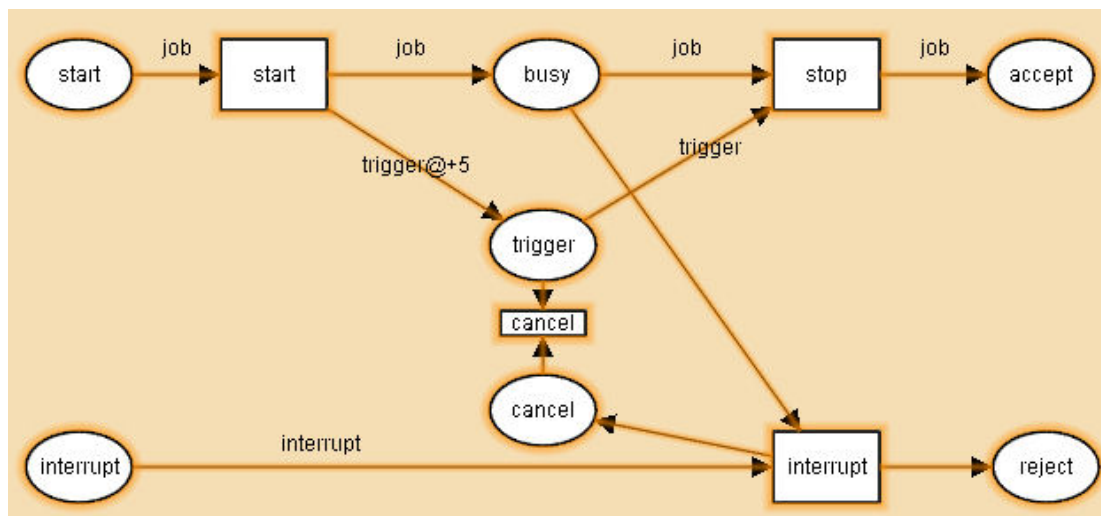 job
job
job
job
start
start
busy
stop
accept
trigger@+5
trigger
trigger
cancel
cancel
interrupt
interrupt
interrupt
reject